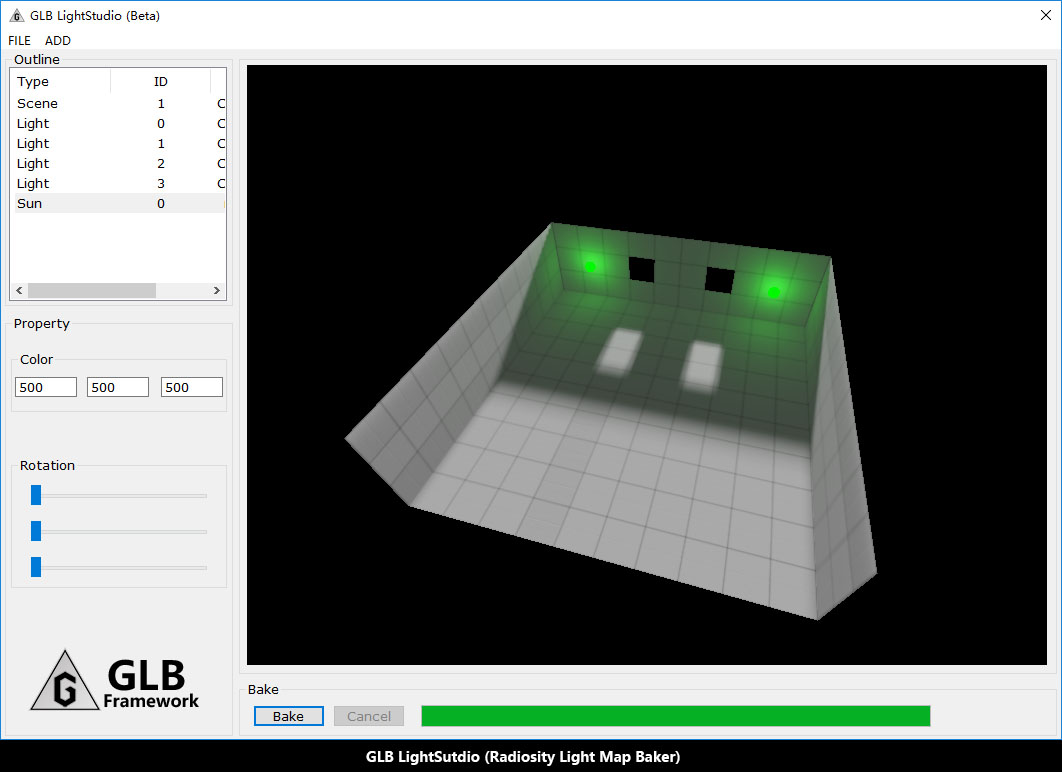 GLB LightStudio (Beta)
FILE ADD
Outline
Type ID
Scene 1 C
Light 0 C
Light 1 C
Light 2 C
Light 3 C
Sun 0
Property
Color
500 500 500
Rotation
G GLB
Framework
Bake
Bake Cancel
GLB LightSutdio (Radiosity Light Map Baker)